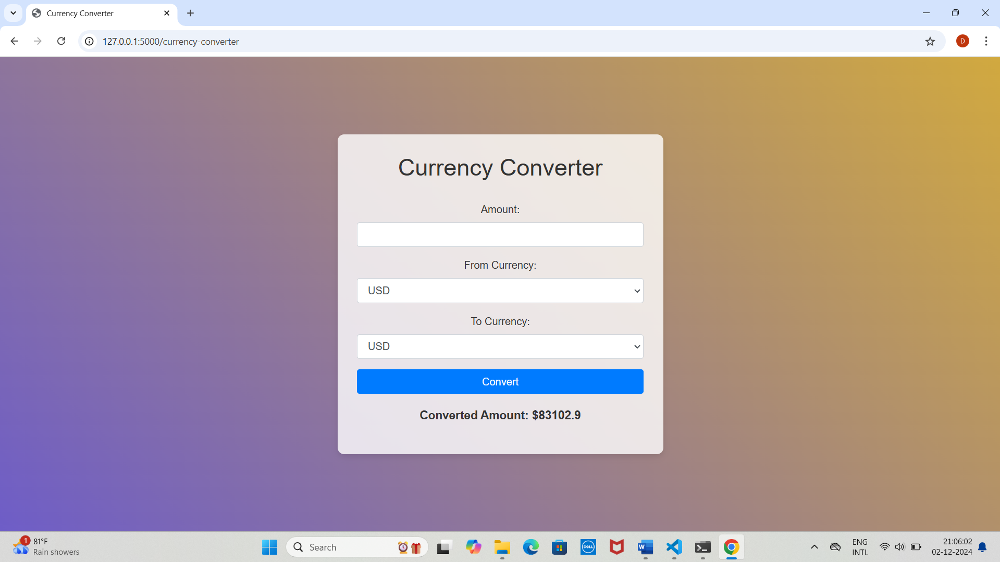 Currency Converter
127.0.0.1:5000/currency-converter
D
Currency Converter
Amount:
From Currency:
USD
To Currency:
USD
Convert
Converted Amount: $83102.9
1
81°F
Rain showers
Search
DELL
W
ENG
INTL
21:06:02
02-12-2024